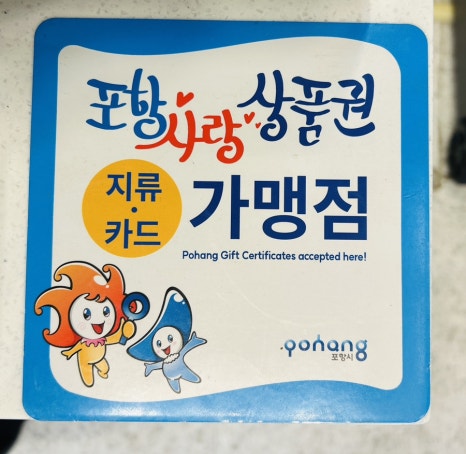 포항사랑상품권
지류
·
카드
가맹점
Pohang Gift Certificates accepted here!
pohang
포항시